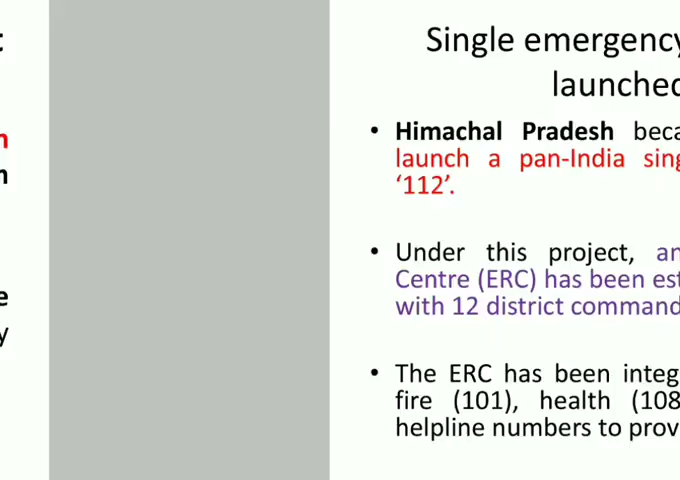 Single emergency
launched
• Himachal Pradesh beca
launch a pan-India sing
‘112’.
• Under this project, an
Centre (ERC) has been est
with 12 district command
• The ERC has been integ
fire (101), health (108
helpline numbers to prov